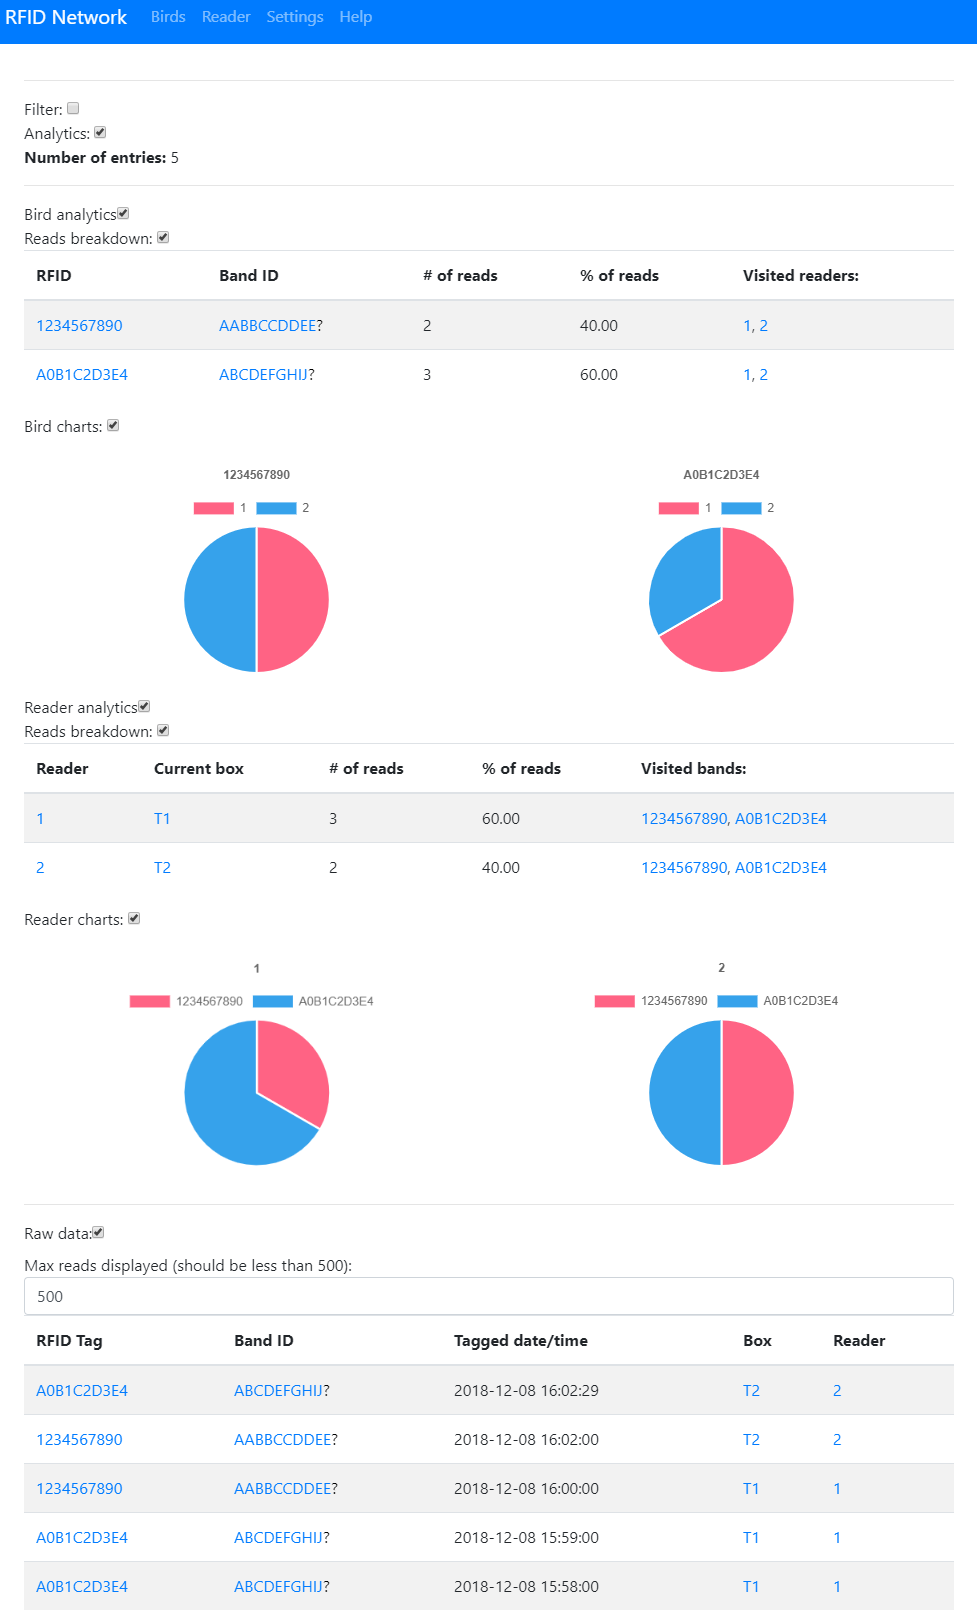 RFID Network Birds Reader Settings Help
Filter:
Analytics:
Number of entries: 5
Bird analytics
Reads breakdown:
RFID Band ID # of reads % of reads Visited readers:
1234567890 AABBCCDDEE? 2 40.00 1, 2
A0B1C2D3E4 ABCDEFGHIJ? 3 60.00 1, 2
Bird charts:
1234567890 A0B1C2D3E4
1 2 1 2
Reader analytics
Reads breakdown:
Reader Current box # of reads % of reads Visited bands:
1 T1 3 60.00 1234567890, A0B1C2D3E4
2 T2 2 40.00 1234567890, A0B1C2D3E4
Reader charts:
1 2
1234567890 A0B1C2D3E4 1234567890 A0B1C2D3E4
Raw data:
Max reads displayed (should be less than 500):
500
RFID Tag Band ID Tagged date/time Box Reader
A0B1C2D3E4 ABCDEFGHIJ? 2018-12-08 16:02:29 T2 2
1234567890 AABBCCDDEE? 2018-12-08 16:02:00 T2 2
1234567890 AABBCCDDEE? 2018-12-08 16:00:00 T1 1
A0B1C2D3E4 ABCDEFGHIJ? 2018-12-08 15:59:00 T1 1
A0B1C2D3E4 ABCDEFGHIJ? 2018-12-08 15:58:00 T1 1